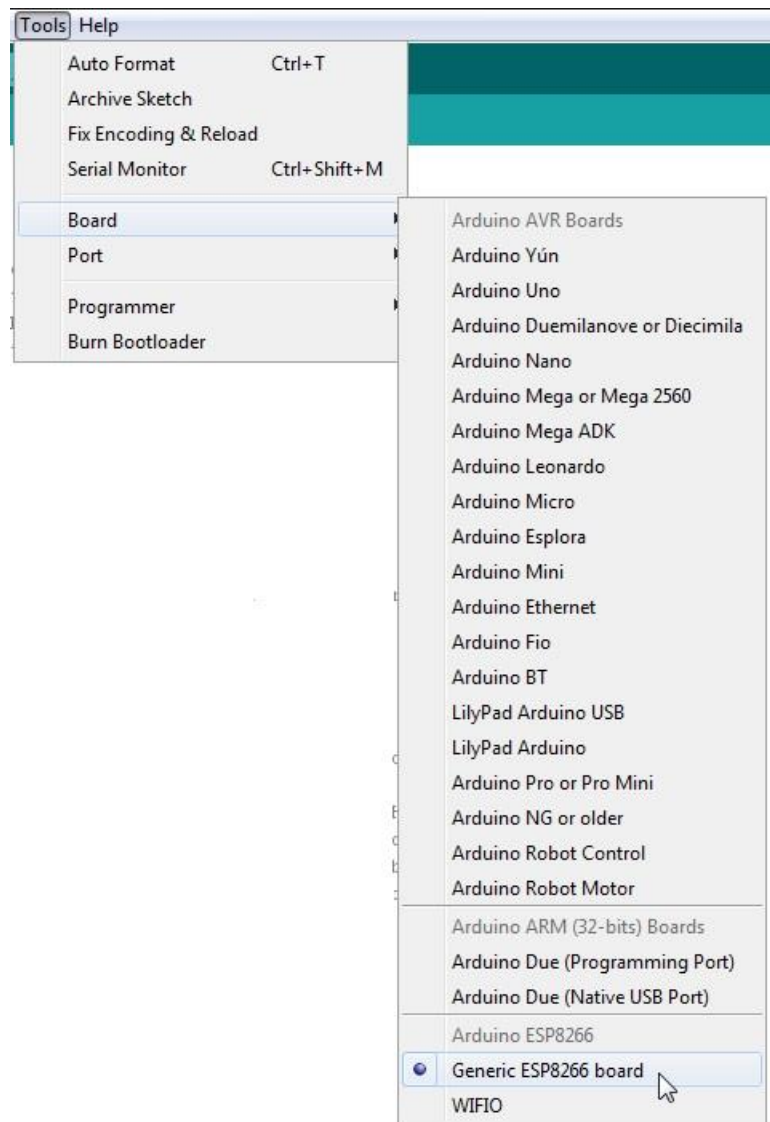 Tools Help
Auto Format Ctrl+T
Archive Sketch
Fix Encoding & Reload
Serial Monitor Ctrl+Shift+M
Board
Port
Programmer
Burn Bootloader
Arduino AVR Boards
Arduino Yún
Arduino Uno
Arduino Duemilanove or Diecimila
Arduino Nano
Arduino Mega or Mega 2560
Arduino Mega ADK
Arduino Leonardo
Arduino Micro
Arduino Esplora
Arduino Mini
Arduino Ethernet
Arduino Fio
Arduino BT
LilyPad Arduino USB
LilyPad Arduino
Arduino Pro or Pro Mini
Arduino NG or older
Arduino Robot Control
Arduino Robot Motor
Arduino ARM (32-bits) Boards
Arduino Due (Programming Port)
Arduino Due (Native USB Port)
Arduino ESP8266
Generic ESP8266 board
WIFIO